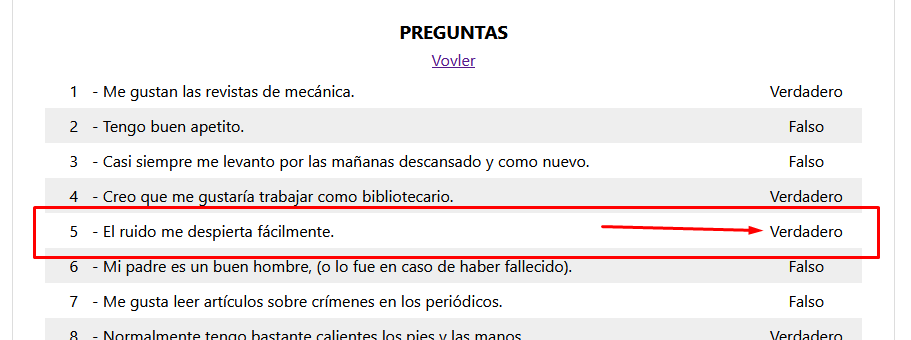 PREGUNTAS
Vovler
1 - Me gustan las revistas de mecánica. Verdadero
2 - Tengo buen apetito. Falso
3 - Casi siempre me levanto por las mañanas descansado y como nuevo. Falso
4 - Creo que me gustaría trabajar como bibliotecario. Verdadero
5 - El ruido me despierta fácilmente. Verdadero
6 - Mi padre es un buen hombre, (o lo fue en caso de haber fallecido). Falso
7 - Me gusta leer artículos sobre crímenes en los periódicos. Falso
8 - Normalmente tengo bastante calientes los pies y las manos. Verdadero